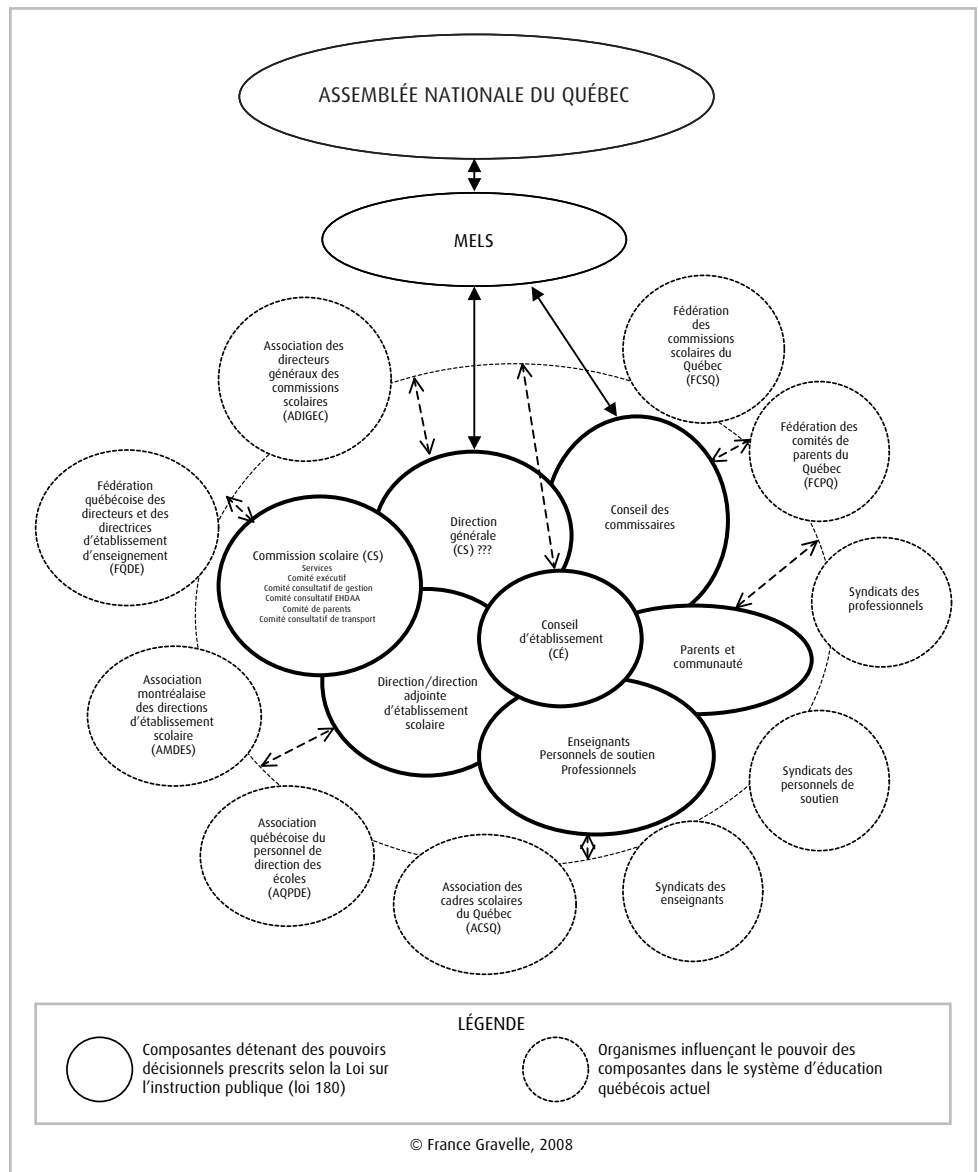 ASSEMBLÉE NATIONALE DU QUÉBEC
MELS
Fédération
des
commissions
scolaires du
Québec
(FCSQ)
Association des
directeurs
généraux des
commissions
scolaires
(ADIGEC)
Fédération des
comités de
parents du
Québec
(FCPQ)
Fédération
québécoise des
directeurs et des
directrices
d'établissement
d'enseignement
(FQDE)
Direction
générale
(CS) ???
Conseil des
commissaires
Commission scolaire (CS)
Services
Comité exécutif
Comité consultatif de gestion
Comité consultatif EHDAA
Comité de parents
Comité consultatif de transport
Syndicats des
professionnels
Conseil
d'établissement
(CÉ)
Parents et
communauté
Association
montréalaise
des directions
d'établissement
scolaire
(AMDES)
Direction/direction
adjointe
d'établissement
scolaire
Enseignants
Personnels de soutien
Professionnels
Syndicats des
personnels de
soutien
Association
québécoise du
personnel de
direction des
écoles
(AQPDE)
Association des
cadres scolaires
du Québec
(ACSQ)
Syndicats des
enseignants
LÉGENDE
Composantes détenant des pouvoirs
décisionnels prescrits selon la Loi sur
l'instruction publique (loi 180)
Organismes influençant le pouvoir des
composantes dans le système d'éducation
québécois actuel
© France Gravelle, 2008